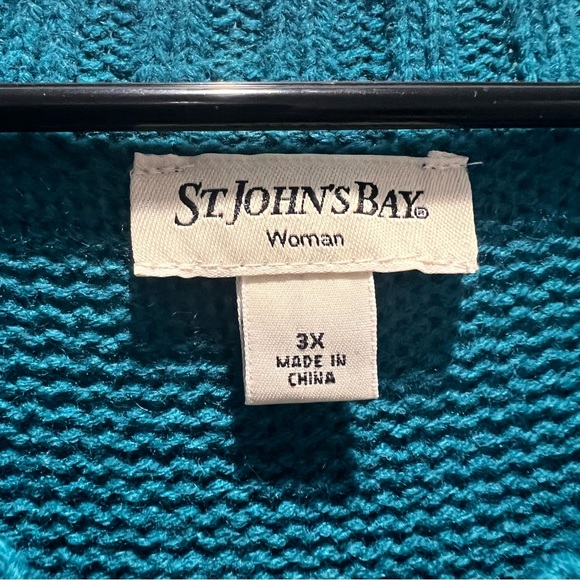 ST. JOHN'S BAY®
Woman
3X
MADE IN
CHINA